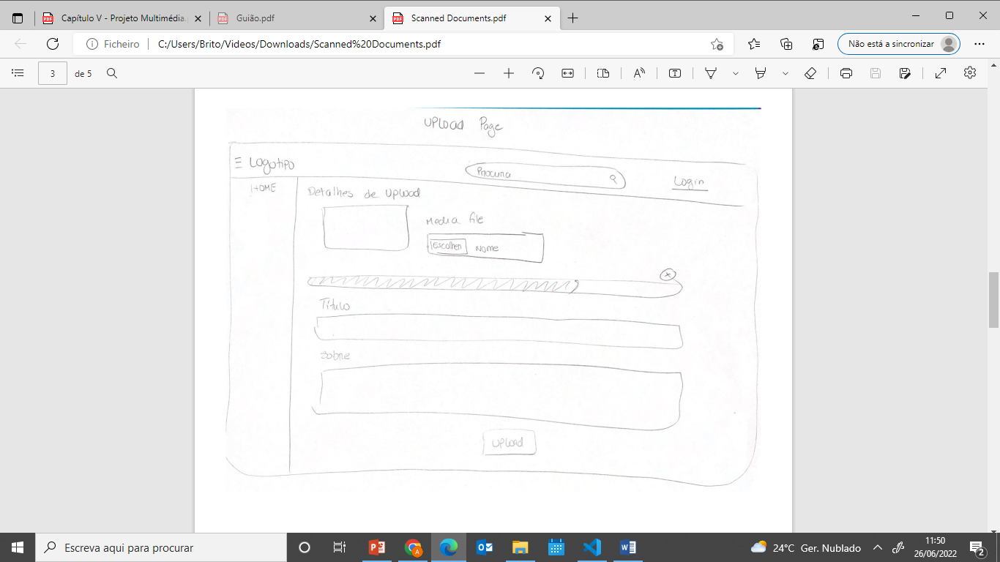 Capítulo V - Projeto Multimédia.
Guião.pdf
Scanned Documents.pdf
Ficheiro
C:/Users/Brito/Videos/Downloads/Scanned%20Documents.pdf
Não está a sincronizar
3
de 5
UPLOAD Page
Logotipo
Procura
Login
HOME
Detalhes de Upload
Media file
Escolher
Nome
Título
Sobre
Upload
Escreva aqui para procurar
24°C Ger. Nublado
11:50
26/06/2022
2